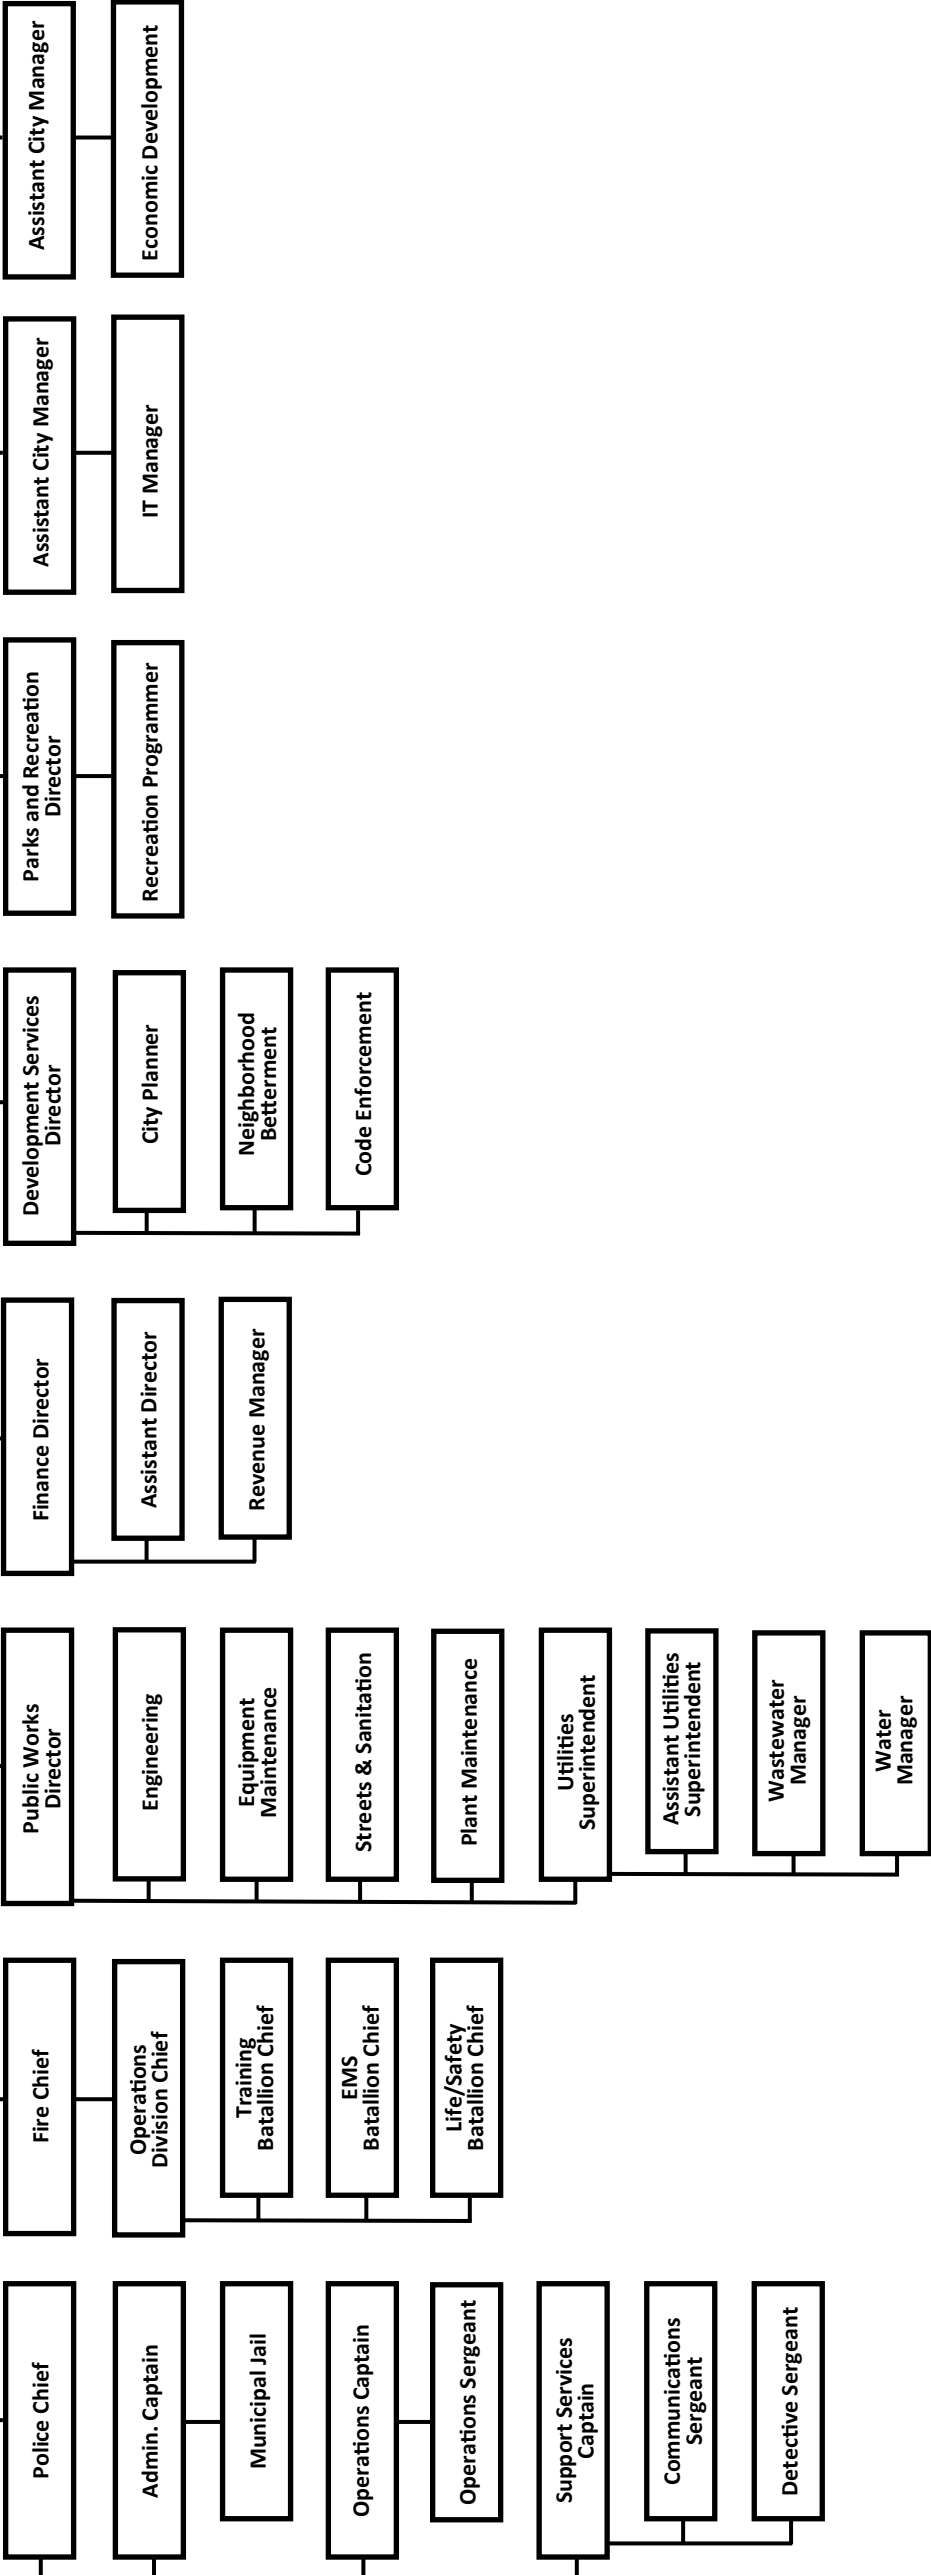 Police Chief
Admin. Captain
Municipal Jail
Operations Captain
Operations Sergeant
Support Services
Captain
Communications
Sergeant
Detective Sergeant
Fire Chief
Operations
Division Chief
Training
Batallion Chief
EMS
Batallion Chief
Life/Safety
Batallion Chief
Public Works
Director
Engineering
Equipment
Maintenance
Streets & Sanitation
Plant Maintenance
Utilities
Superintendent
Assistant Utilities
Superintendent
Wastewater
Manager
Water
Manager
Finance Director
Assistant Director
Revenue Manager
Development Services
Director
City Planner
Neighborhood
Betterment
Code Enforcement
Parks and Recreation
Director
Recreation Programmer
Assistant City Manager
IT Manager
Assistant City Manager
Economic Development